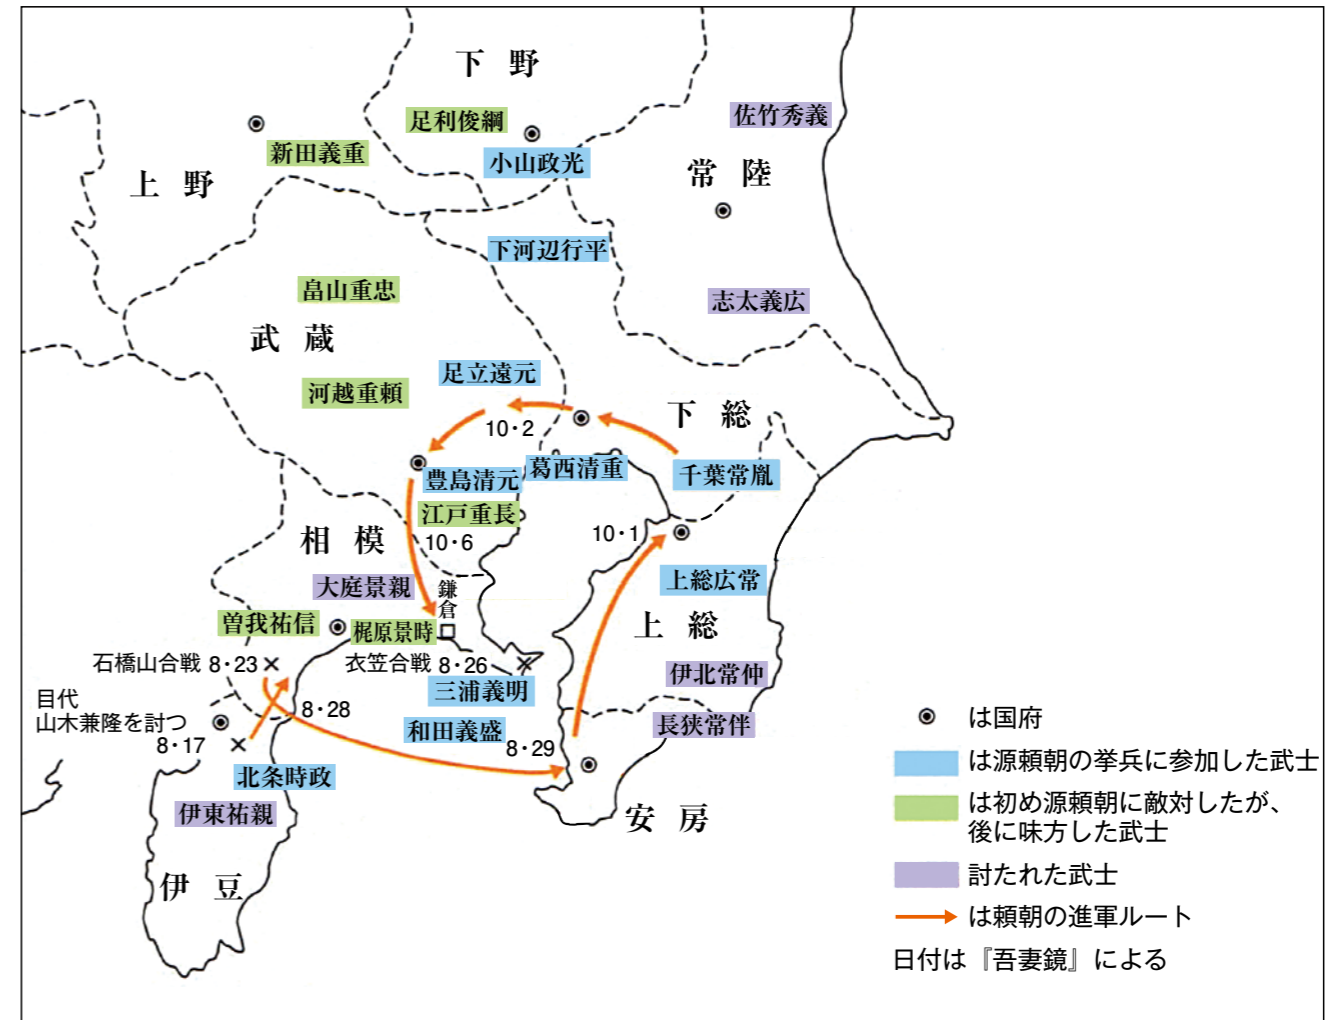 下野
足利俊綱
小山政光
佐竹秀義
常陸
新田義重
上野
下河辺行平
畠山重忠
志太義広
武蔵
足立遠元
河越重頼
下総
10・2
葛西清重
千葉常胤
豊島清元
江戸重長
10・6
10・1
相模
大庭景親
鎌倉
上総広常
曽我祐信
梶原景時
上総
石橋山合戦 8・23
衣笠合戦 8・26
三浦義明
伊北常仲
目代
山木兼隆を討つ
8・17
8・28
和田義盛
8・29
長狭常伴
北条時政
伊東祐親
安房
伊豆
は国府
は源頼朝の挙兵に参加した武士
は初め源頼朝に敵対したが、
後に味方した武士
討たれた武士
は頼朝の進軍ルート
日付は『吾妻鏡』による